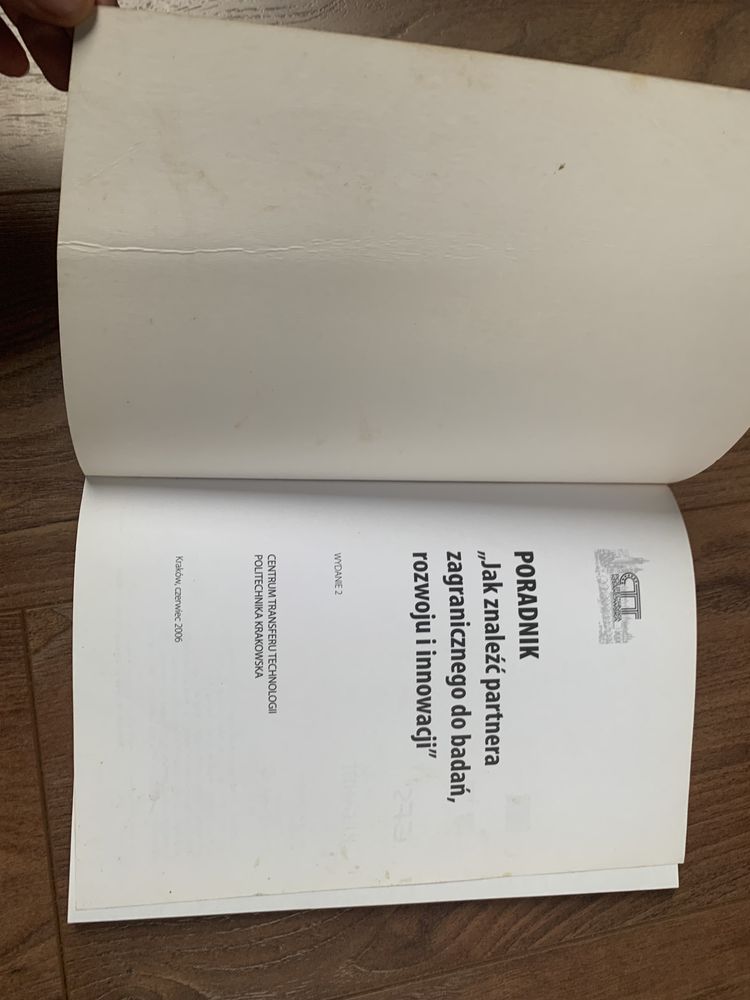 PORADNIK
„Jak znaleźć partnera
zagranicznego do badań,
rozwoju i innowacji”
WYDANIE 2
CENTRUM TRANSFERU TECHNOLOGII
POLITECHNIKA KRAKOWSKA
Kraków, czerwiec 2006